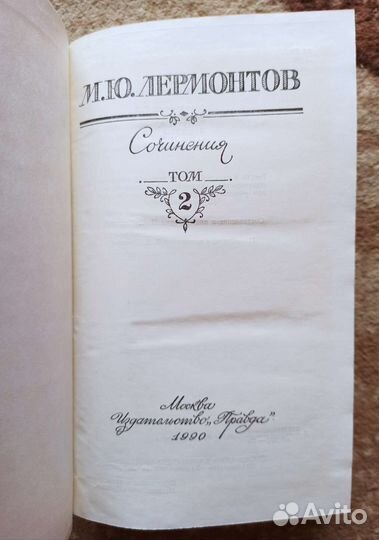 М.Ю. ЛЕРМОНТОВ
Сочинения
ТОМ
2
Москва
Издательство „Правда"
1990
Avito